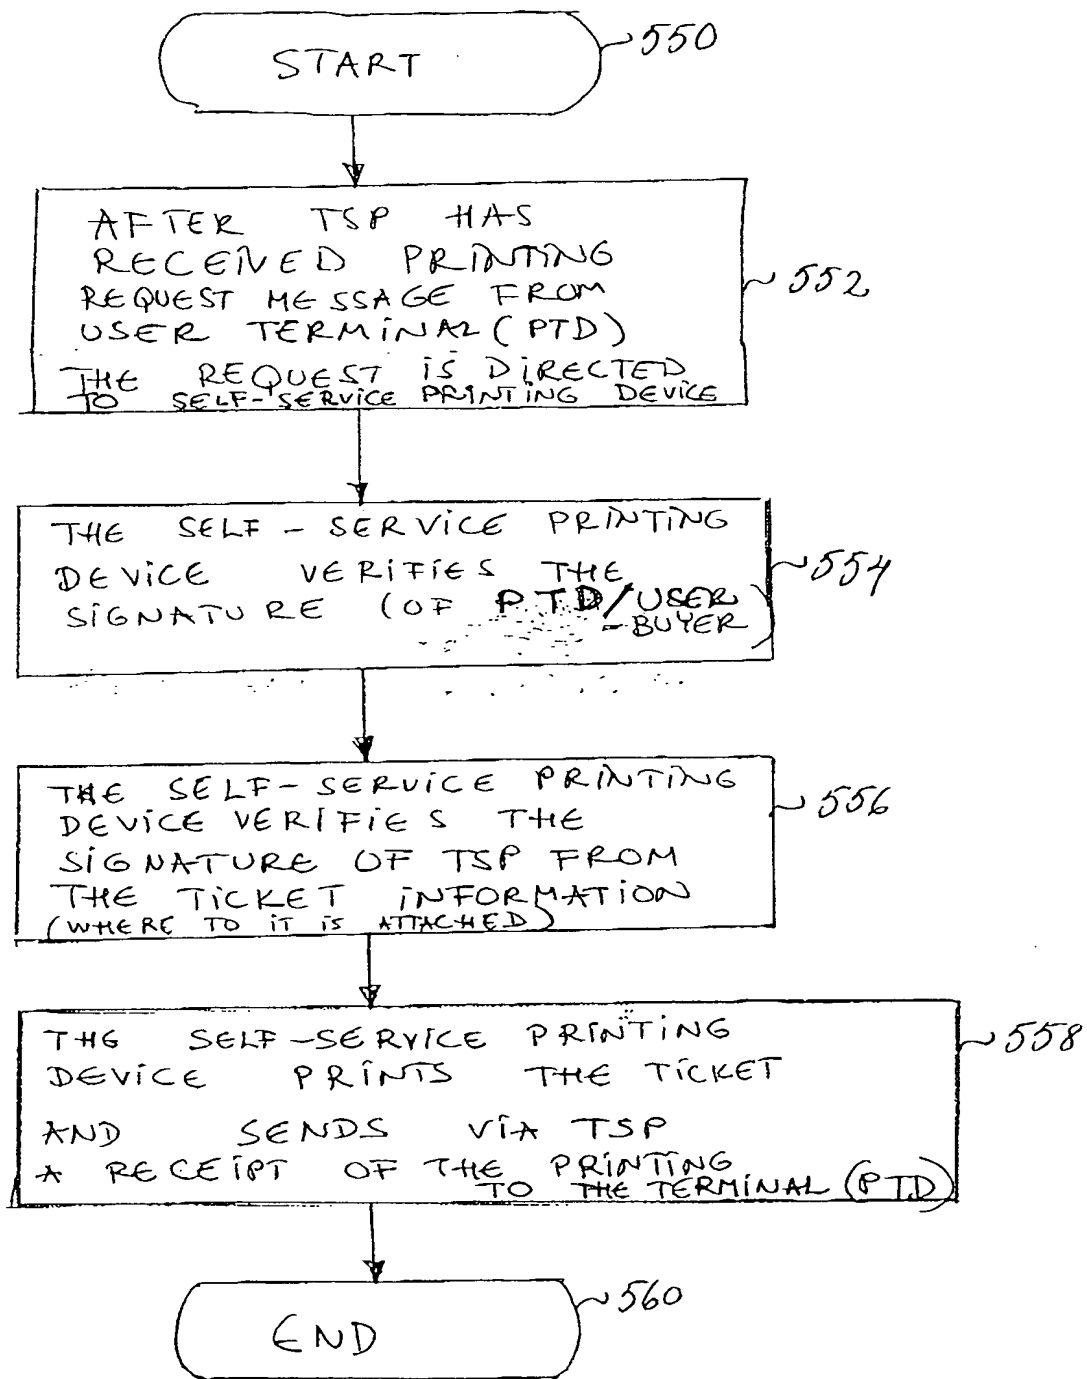 START
550
AFTER TSP HAS
RECEIVED PRINTING
REQUEST MESSAGE FROM
USER TERMINAL (PTD)
THE REQUEST IS DIRECTED
TO SELF-SERVICE PRINTING DEVICE
552
THE SELF-SERVICE PRINTING
DEVICE VERIFIES THE
SIGNATURE (OF PTD/USER
-BUYER)
554
THE SELF-SERVICE PRINTING
DEVICE VERIFIES THE
SIGNATURE OF TSP FROM
THE TICKET INFORMATION
(WHERE TO IT IS ATTACHED)
556
THE SELF-SERVICE PRINTING
DEVICE PRINTS THE TICKET
AND SENDS VIA TSP
A RECEIPT OF THE PRINTING
TO THE TERMINAL (PTD)
558
END
560